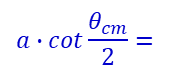 a · cot θ_cm/2 =